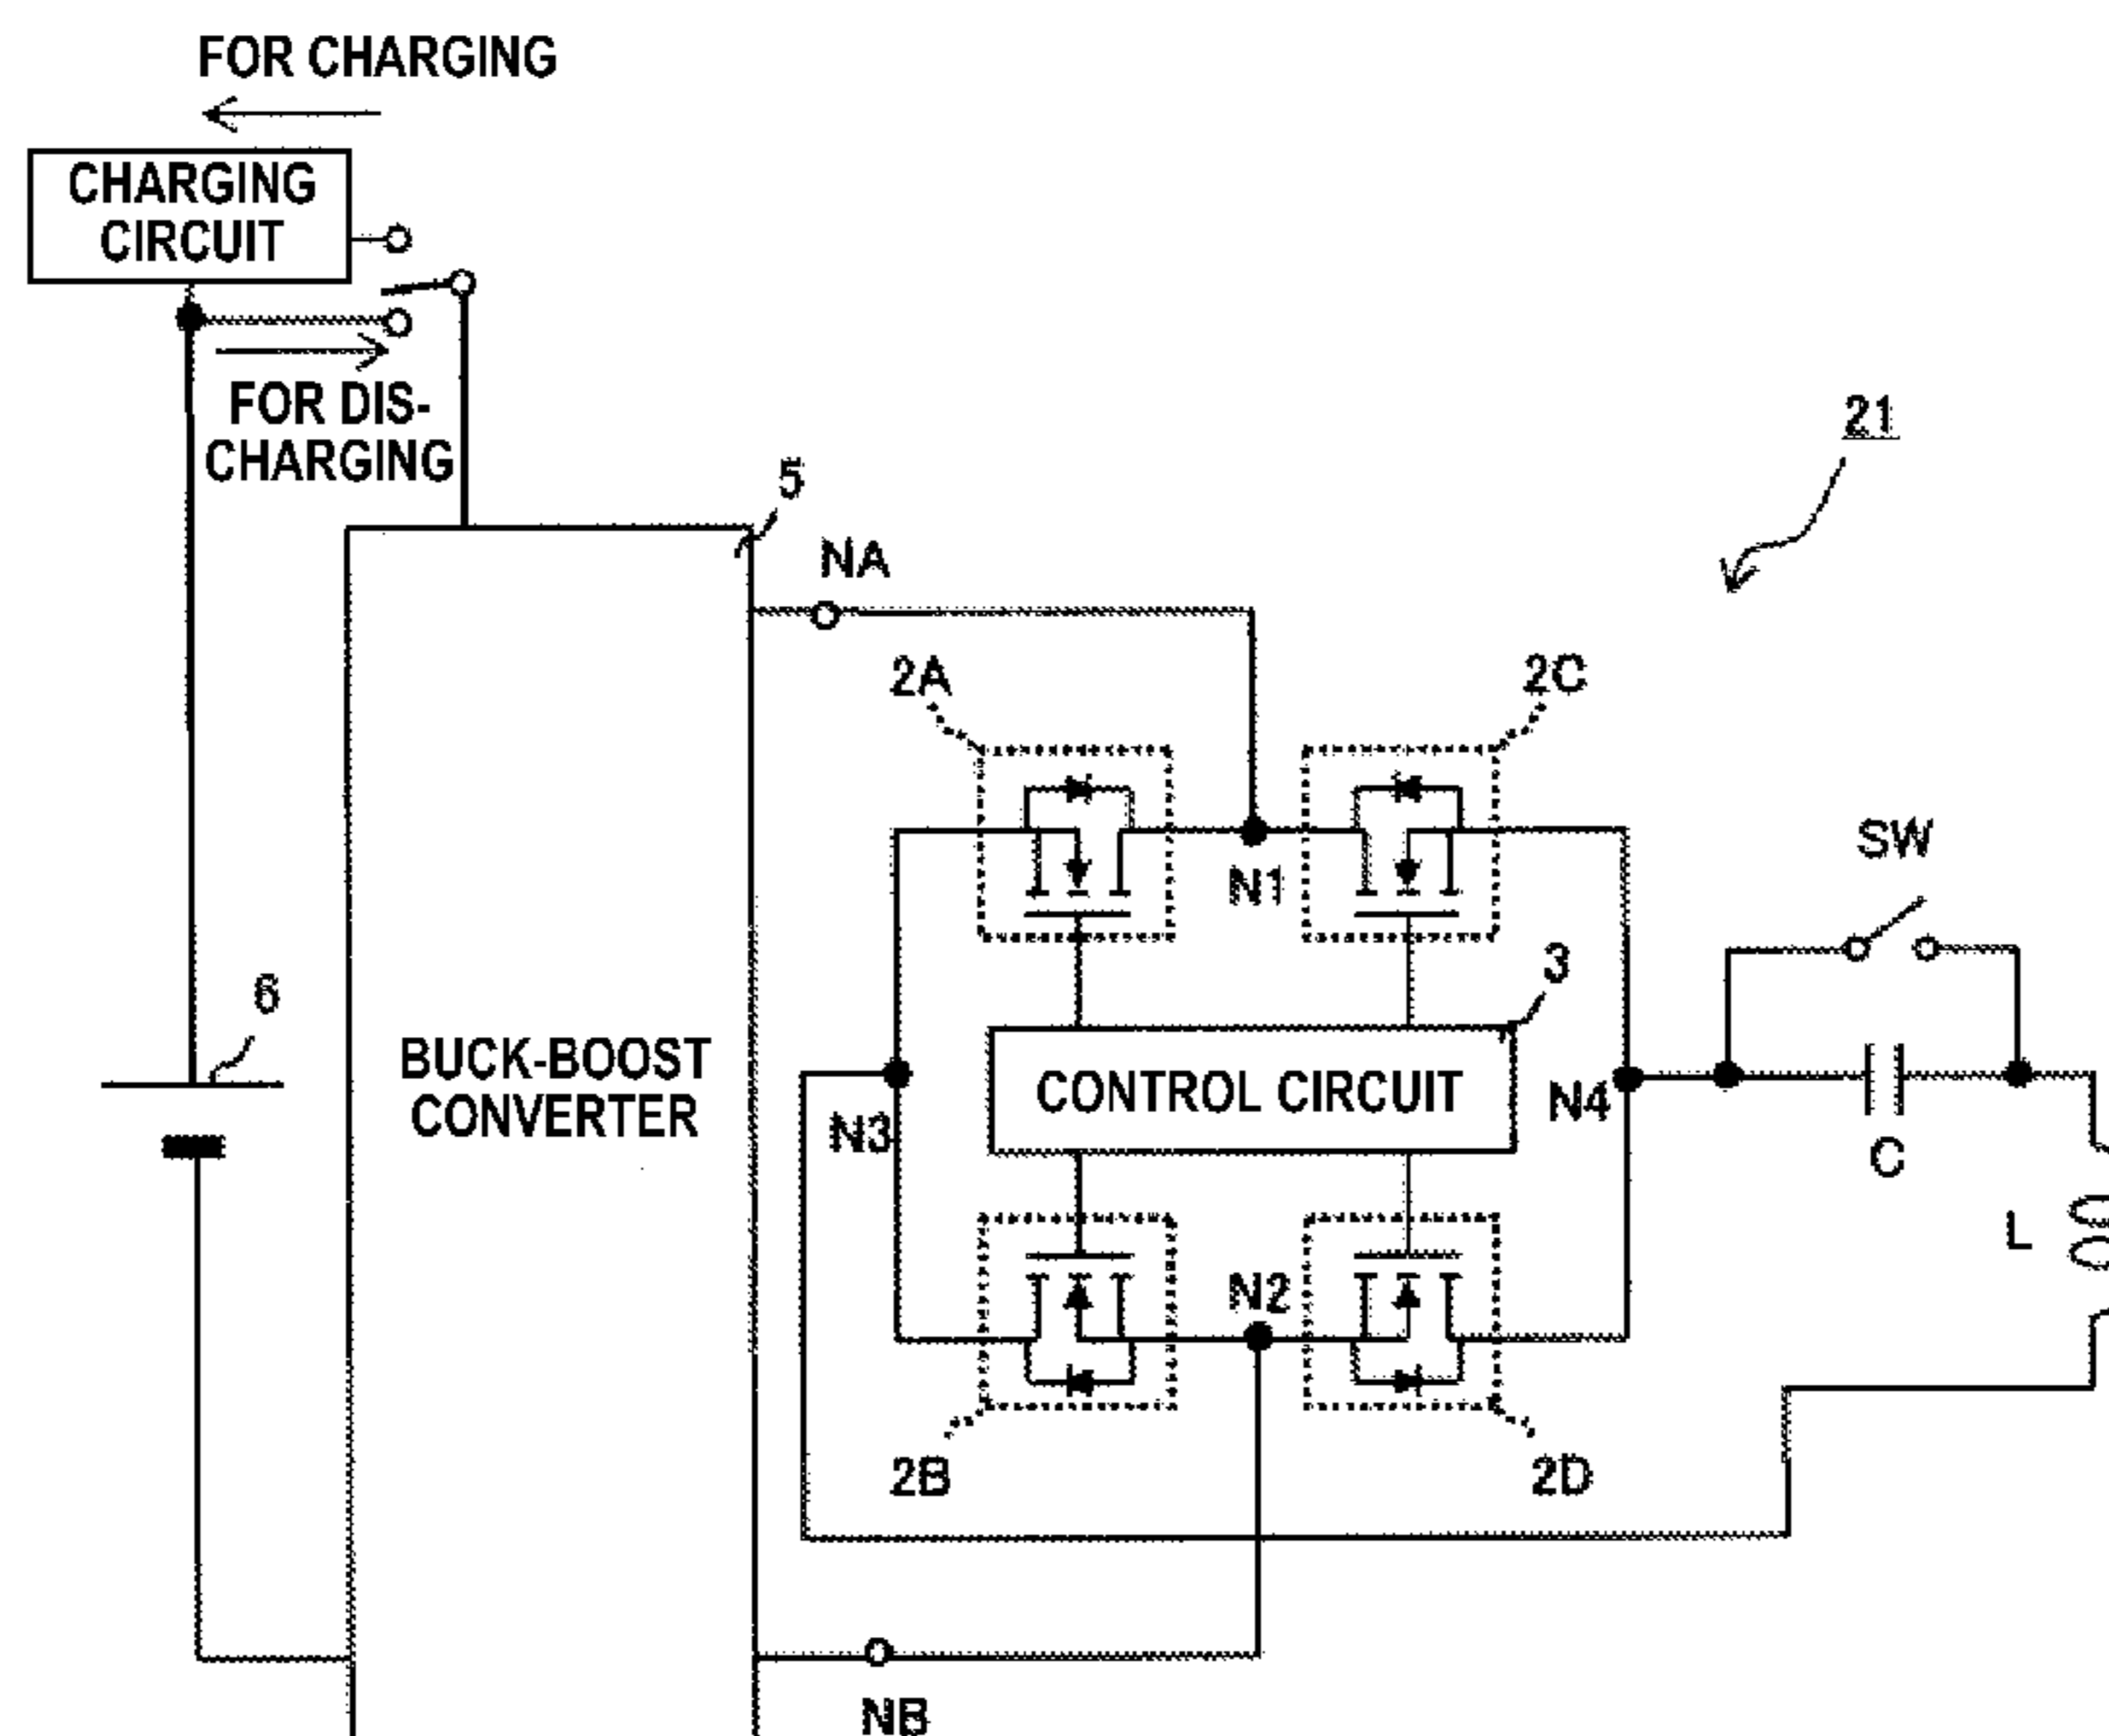 FOR CHARGING
CHARGING
CIRCUIT
FOR DIS-
CHARGING
21
5
NA
2A
2C
N1
SW
6
3
BUCK-BOOST
CONVERTER
CONTROL CIRCUIT
N3
N4
C
L
N2
2B
2D
NB